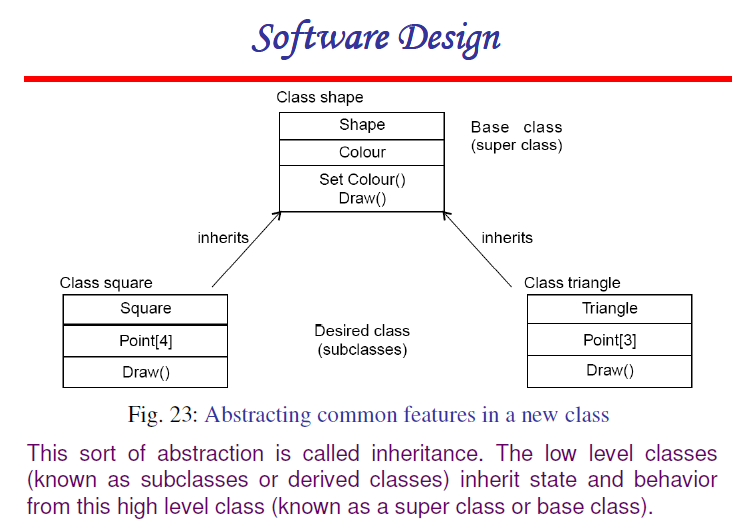 Software Design
Class shape
Shape
Colour
Set Colour()
Draw()
Base class
(super class)
inherits
inherits
Class square
Square
Point[4]
Draw()
Desired class
(subclasses)
Class triangle
Triangle
Point[3]
Draw()
Fig. 23: Abstracting common features in a new class
This sort of abstraction is called inheritance. The low level classes
(known as subclasses or derived classes) inherit state and behavior
from this high level class (known as a super class or base class).